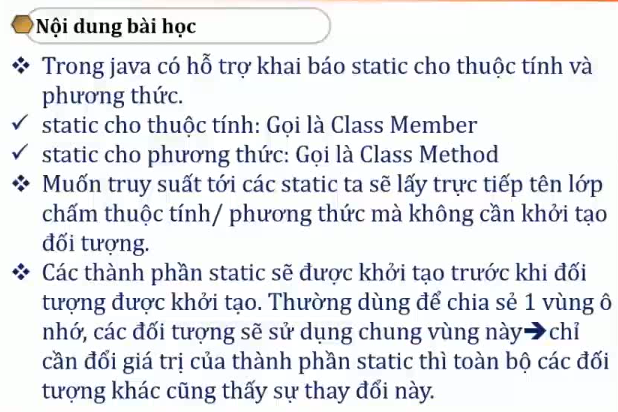 Nội dung bài học
❖ Trong java có hỗ trợ khai báo static cho thuộc tính và
phương thức.
✓ static cho thuộc tính: Gọi là Class Member
✓ static cho phương thức: Gọi là Class Method
❖ Muốn truy suất tới các static ta sẽ lấy trực tiếp tên lớp
chấm thuộc tính/ phương thức mà không cần khởi tạo
đối tượng.
❖ Các thành phần static sẽ được khởi tạo trước khi đối
tượng được khởi tạo. Thường dùng để chia sẻ 1 vùng ô
nhớ, các đối tượng sẽ sử dụng chung vùng này➔chỉ
cần đổi giá trị của thành phần static thì toàn bộ các đối
tượng khác cũng thấy sự thay đổi này.